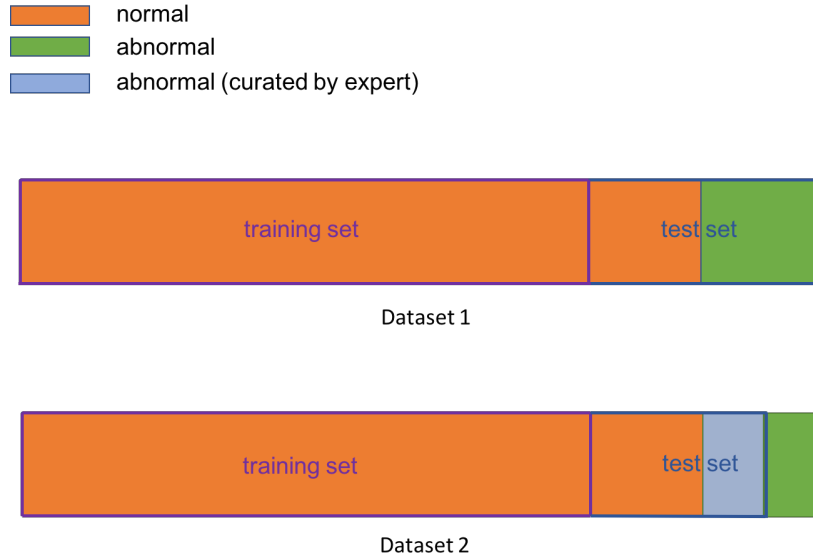 normal
abnormal
abnormal (curated by expert)
training set
test set
Dataset 1
training set
test set
Dataset 2